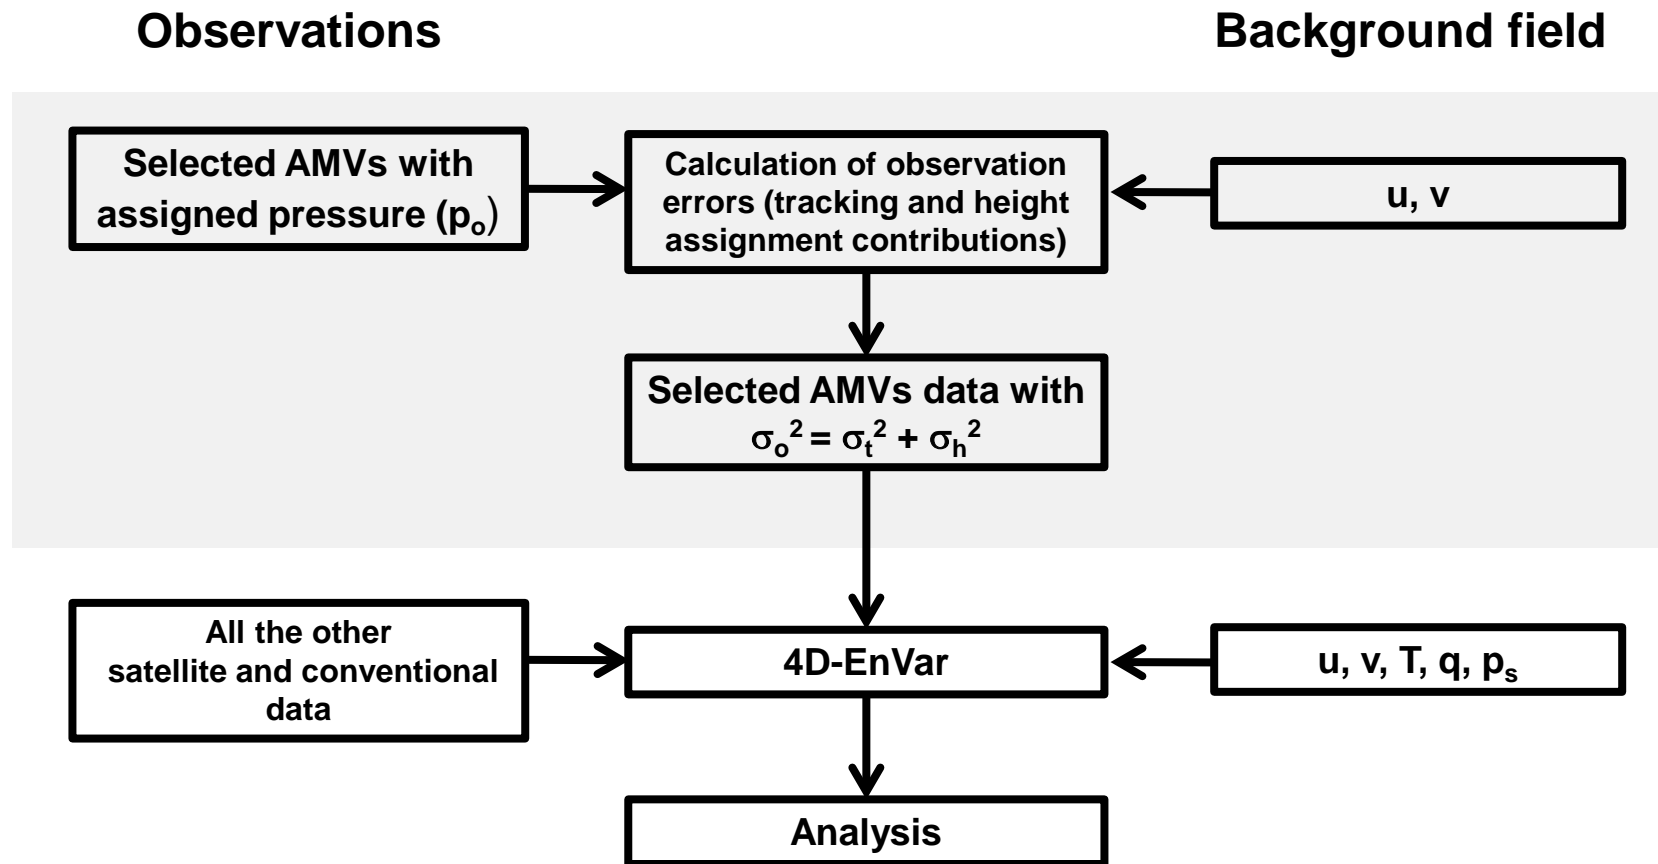 Observations
Background field
Selected AMVs with
assigned pressure (pₒ)
Calculation of observation
errors (tracking and height
assignment contributions)
u, v
Selected AMVs data with
σₒ² = σₜ² + σₕ²
All the other
satellite and conventional
data
4D-EnVar
u, v, T, q, pₛ
Analysis